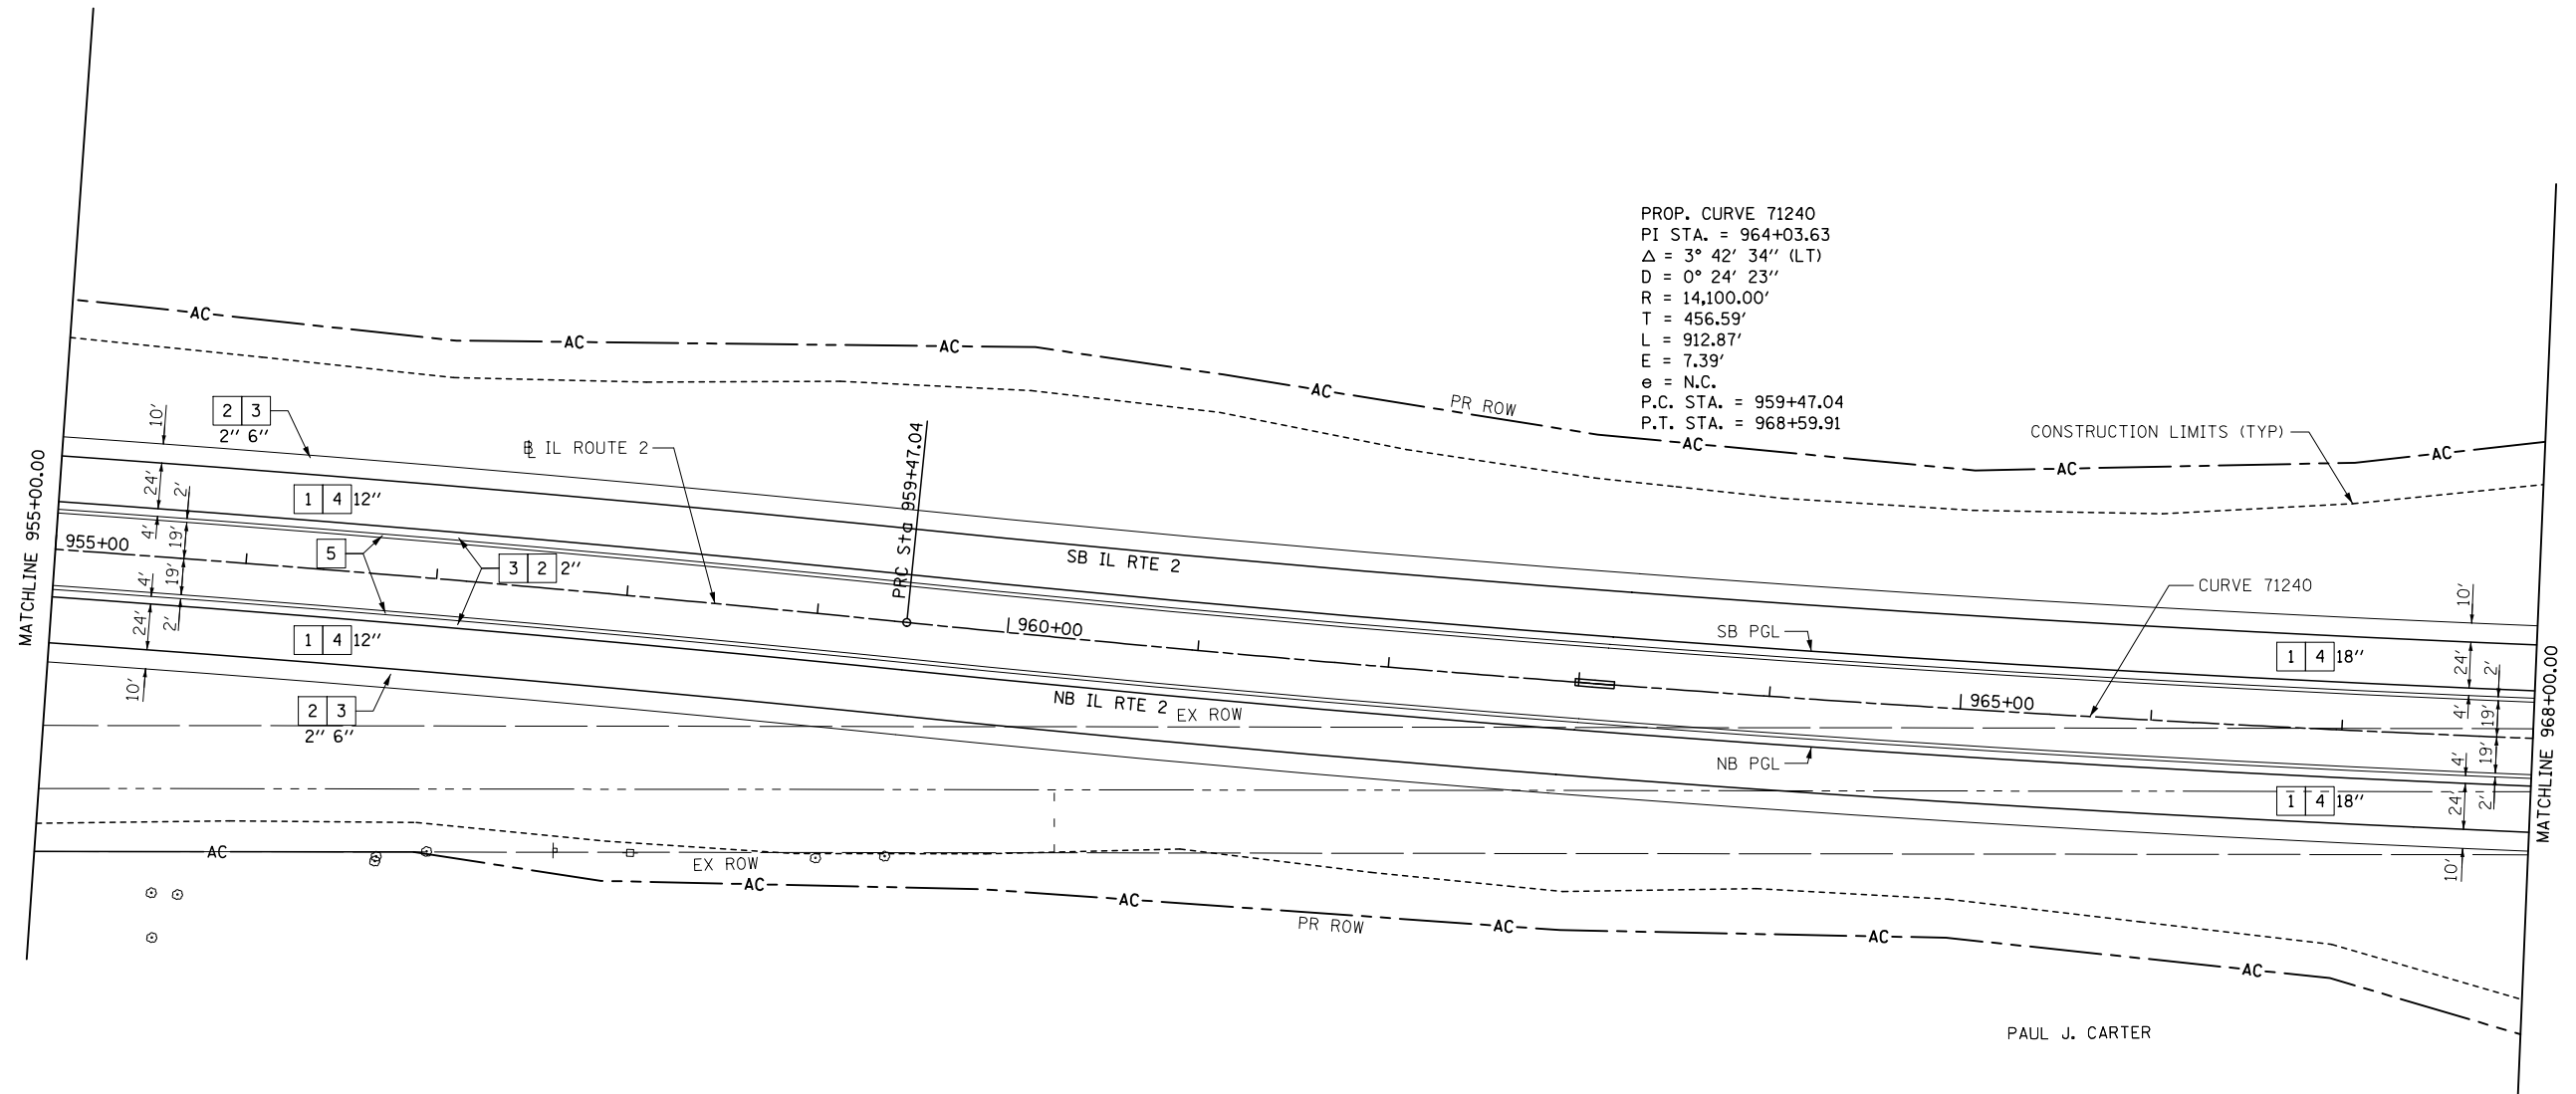 PROP. CURVE 71240
PI STA. = 964+03.63
Δ = 3° 42' 34'' (LT)
D = 0° 24' 23''
R = 14,100.00'
T = 456.59'
L = 912.87'
E = 7.39'
e = N.C.
P.C. STA. = 959+47.04
P.T. STA. = 968+59.91
AC
AC
AC
AC
PR ROW
AC
AC
AC
CONSTRUCTION LIMITS (TYP)
MATCHLINE 955+00.00
10'
2 3
2'' 6''
℄ IL ROUTE 2
PRC Sta 959+47.04
24'
2'
1 4 12''
4'
19'
955+00
5
3 2 2''
SB IL RTE 2
4'
19'
24'
2'
1 4 12''
960+00
10'
2 3
2'' 6''
NB IL RTE 2
EX ROW
SB PGL
NB PGL
965+00
CURVE 71240
10'
1 4 18''
24'
2'
4'
19'
4'
19'
1 4 18''
24'
2'
10'
MATCHLINE 968+00.00
AC
EX ROW
AC
AC
PR ROW
AC
AC
AC
PAUL J. CARTER